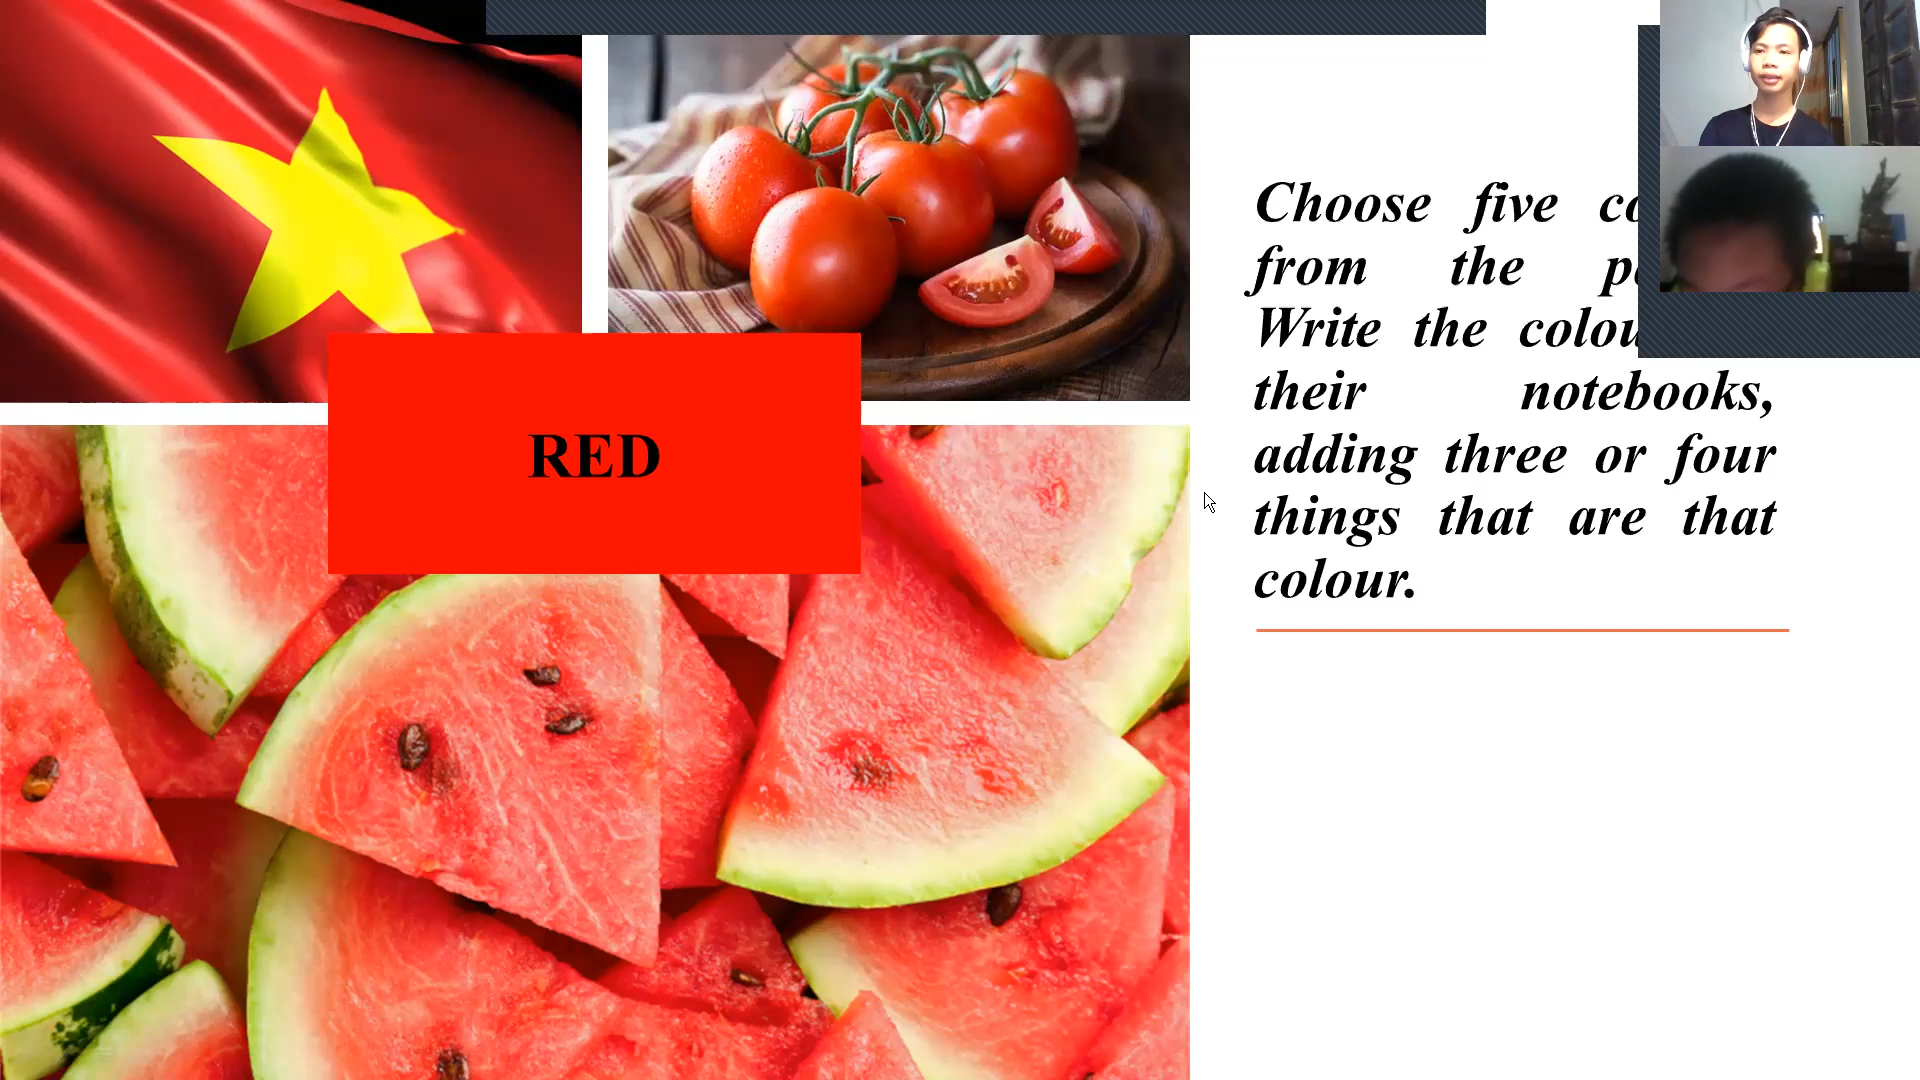 RED
Choose five
from the
Write the
their notebooks,
adding three or four
things that are that
colour.